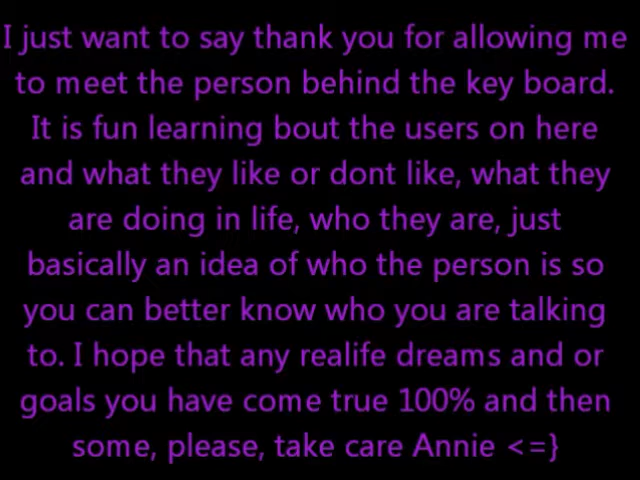 I just want to say thank you for allowing me
to meet the person behind the key board.
It is fun learning bout the users on here
and what they like or dont like, what they
are doing in life, who they are, just
basically an idea of who the person is so
you can better know who you are talking
to. I hope that any realife dreams and or
goals you have come true 100% and then
some, please, take care Annie <=}